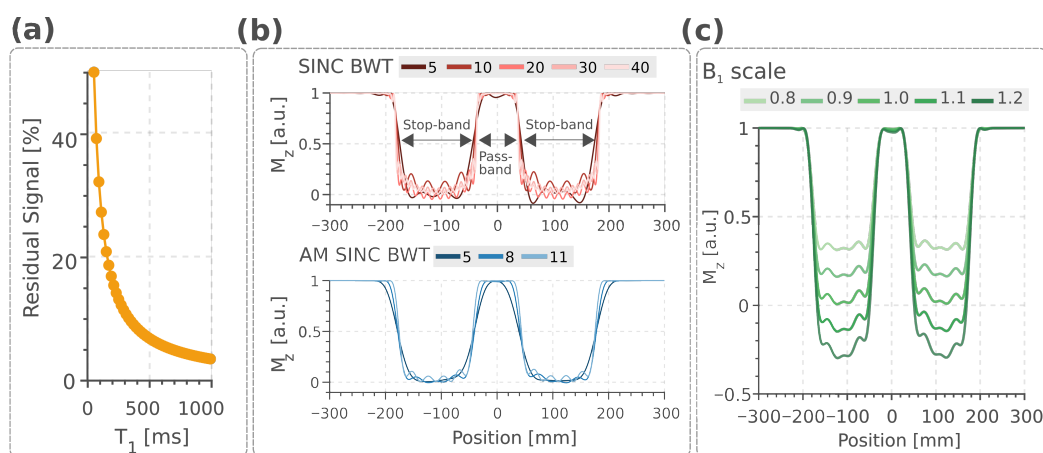 (a)
Residual Signal [%]
40
20
0
0 500 1000
T1 [ms]
(b)
SINC BWT 5 10 20 30 40
Mz [a.u.]
1
0.5
0
Stop-band Stop-band
Pass-
band
−300 −200 −100 0 100 200 300
AM SINC BWT 5 8 11
Mz [a.u.]
1
0.5
0
−300 −200 −100 0 100 200 300
Position [mm]
(c)
B1 scale
0.8 0.9 1.0 1.1 1.2
Mz [a.u.]
1
0.5
0
−0.5
−300 −200 −100 0 100 200 300
Position [mm]